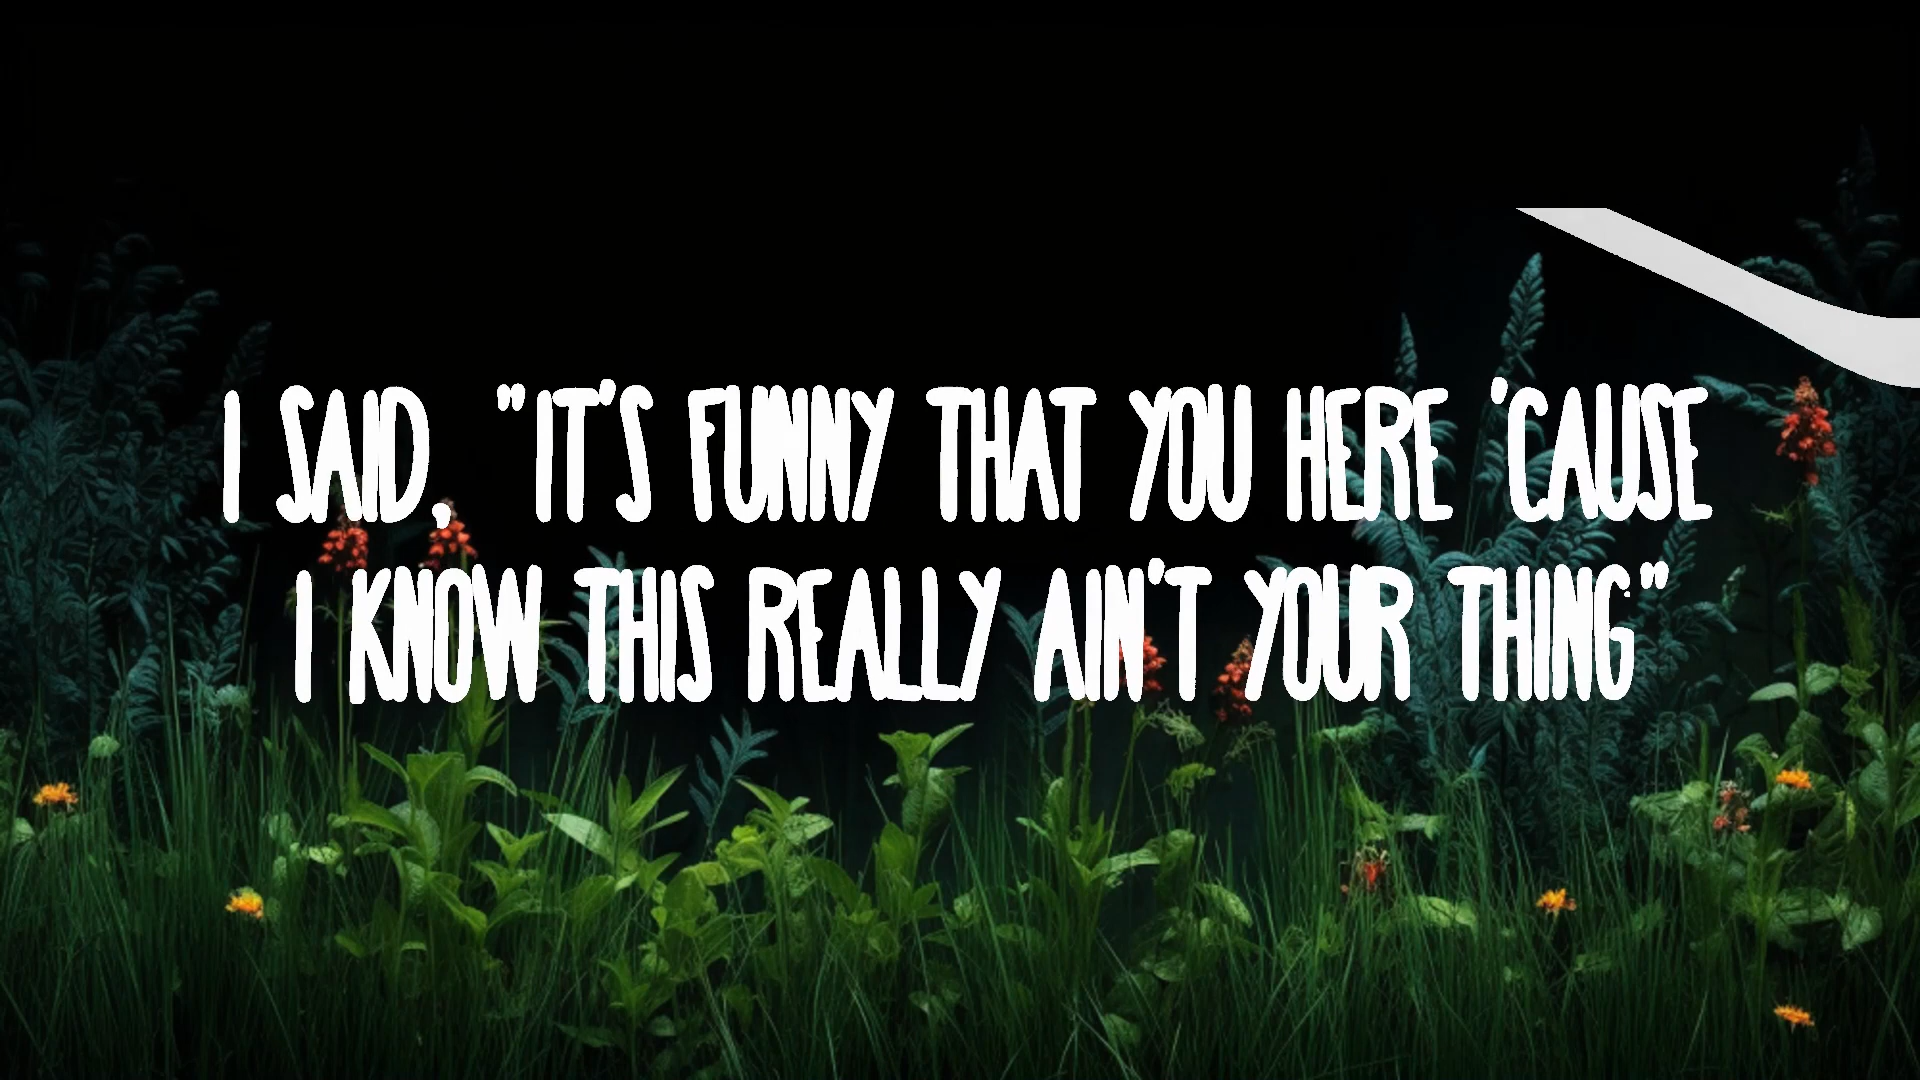 I SAID, "IT'S FUNNY THAT YOU HERE 'CAUSE
I KNOW THIS REALLY AIN'T YOUR THING"